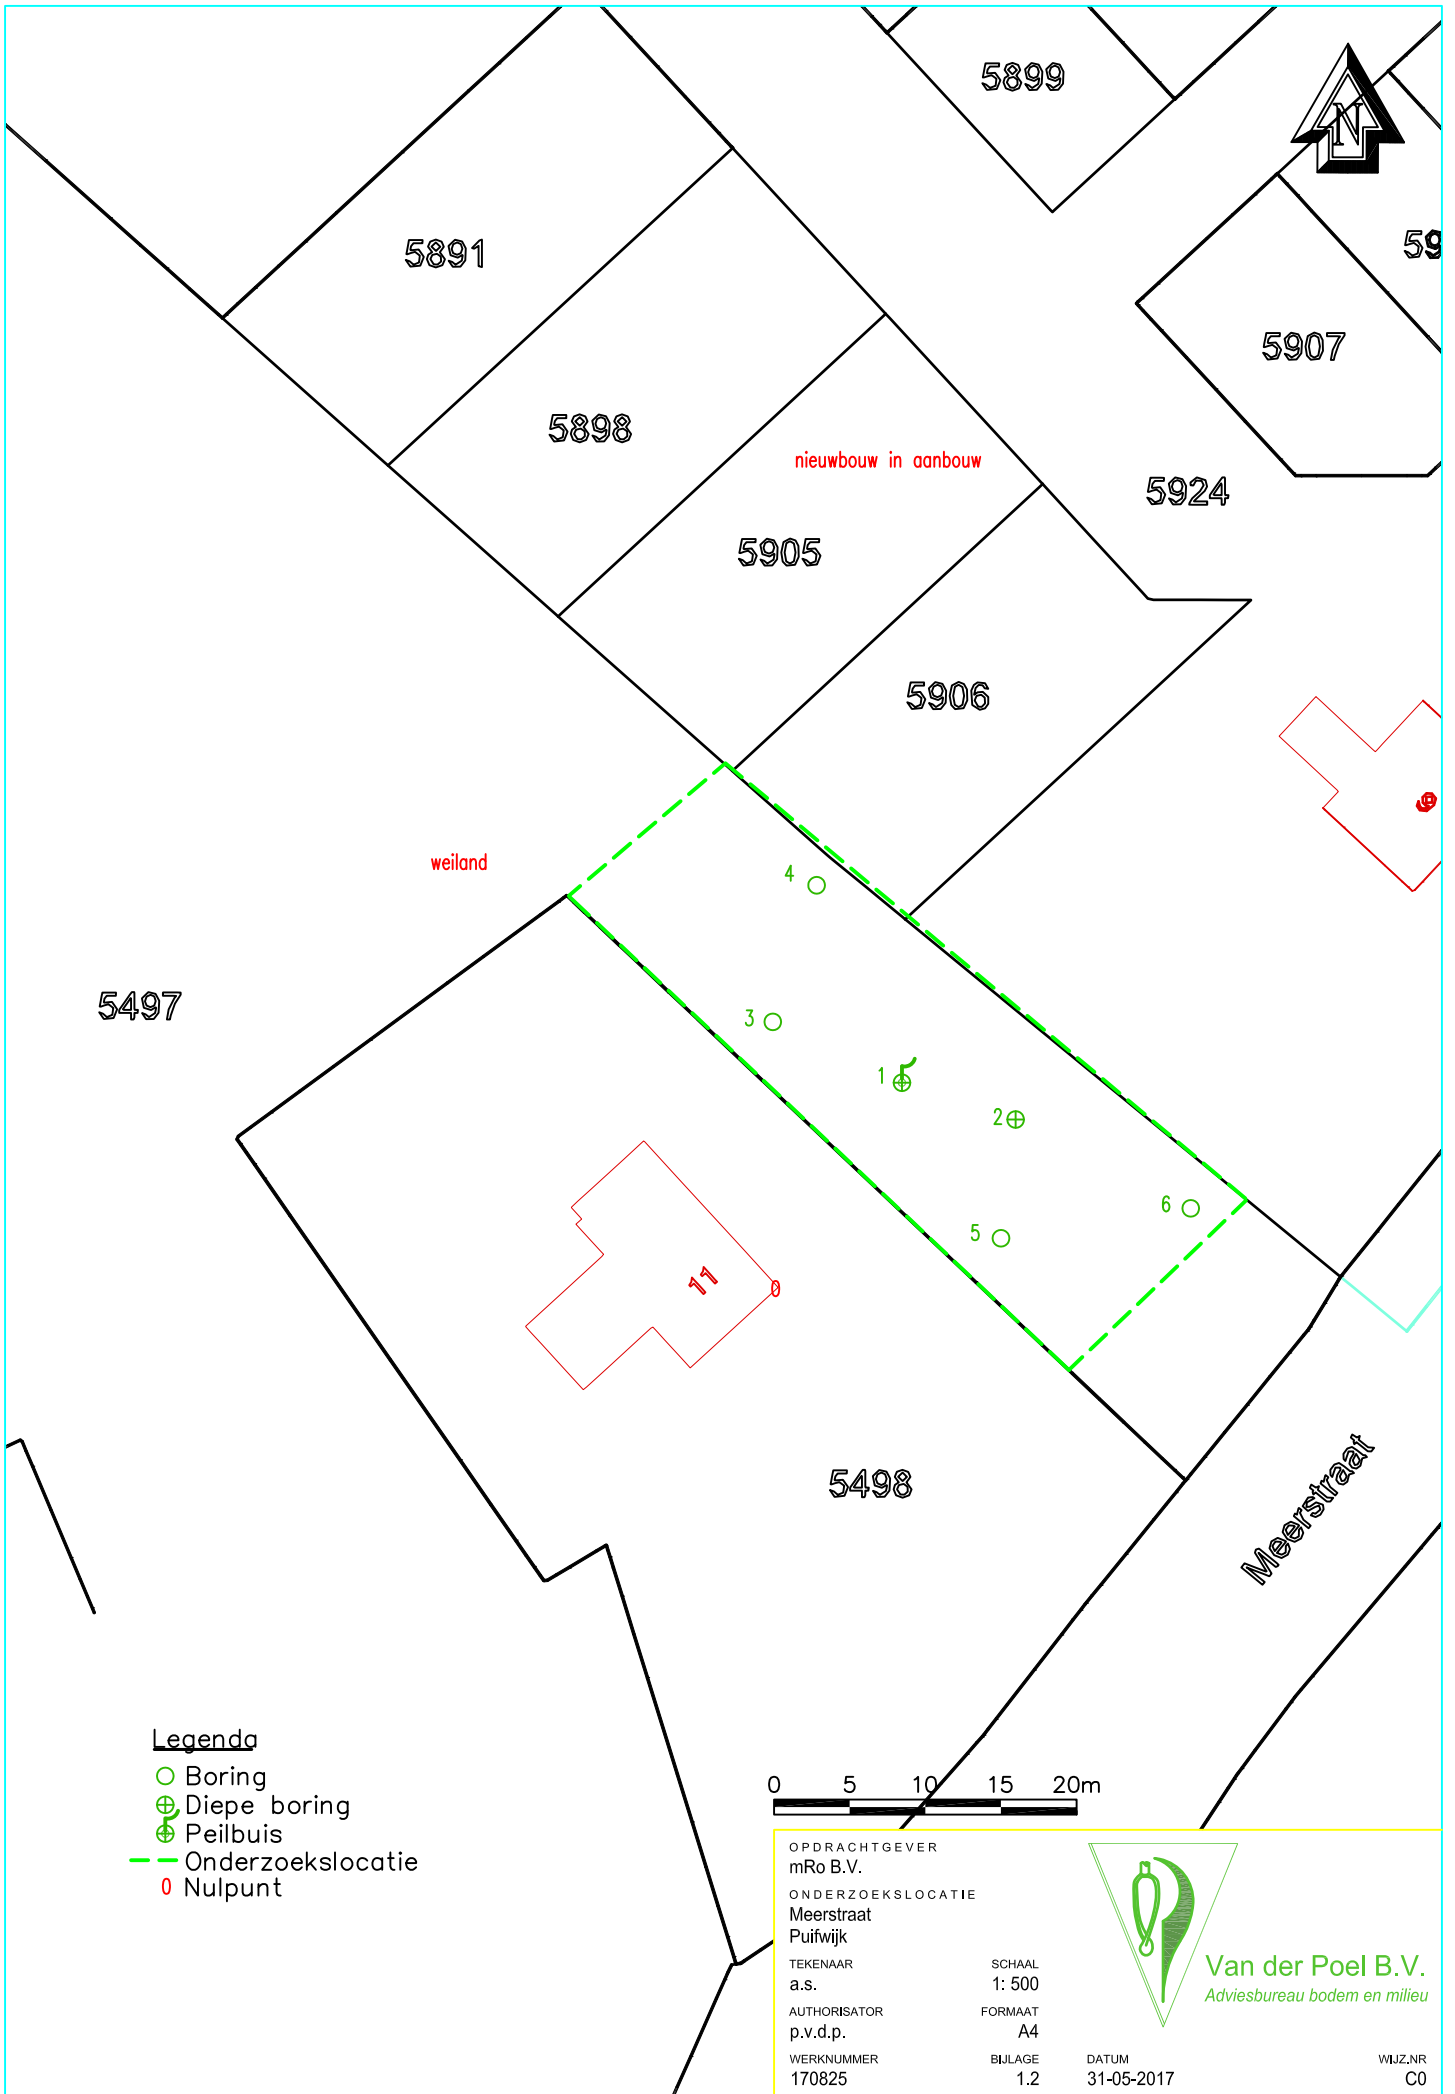 5899
N
5891
59
5907
5898
nieuwbouw in aanbouw
5924
5905
5906
9
weiland
4
5497
3
1
2
6
5
11
0
5498
Meerstraat
Legenda
Boring
Diepe boring
Peilbuis
Onderzoekslocatie
0 Nulpunt
0 5 10 15 20m
OPDRACHTGEVER
mRo B.V.
ONDERZOEKSLOCATIE
Meerstraat
Puifwijk
TEKENAAR SCHAAL
a.s. 1: 500
Van der Poel B.V.
Adviesbureau bodem en milieu
AUTHORISATOR FORMAAT
p.v.d.p. A4
WERKNUMMER BIJLAGE DATUM WIJZ.NR
170825 1.2 31-05-2017 C0